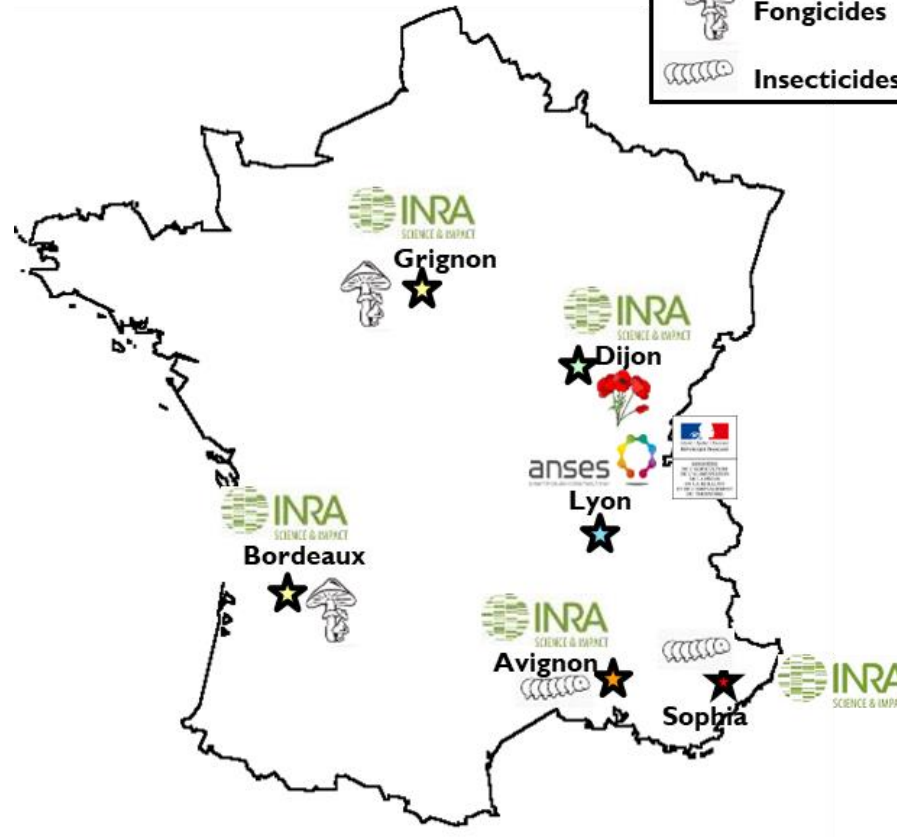 Fongicides
Insecticides
INRA
SCIENCE & IMPACT
Grignon
INRA
SCIENCE & IMPACT
Dijon
anses
Lyon
INRA
SCIENCE & IMPACT
Bordeaux
INRA
SCIENCE & IMPACT
Avignon
Sophia
INRA
SCIENCE & IMPA